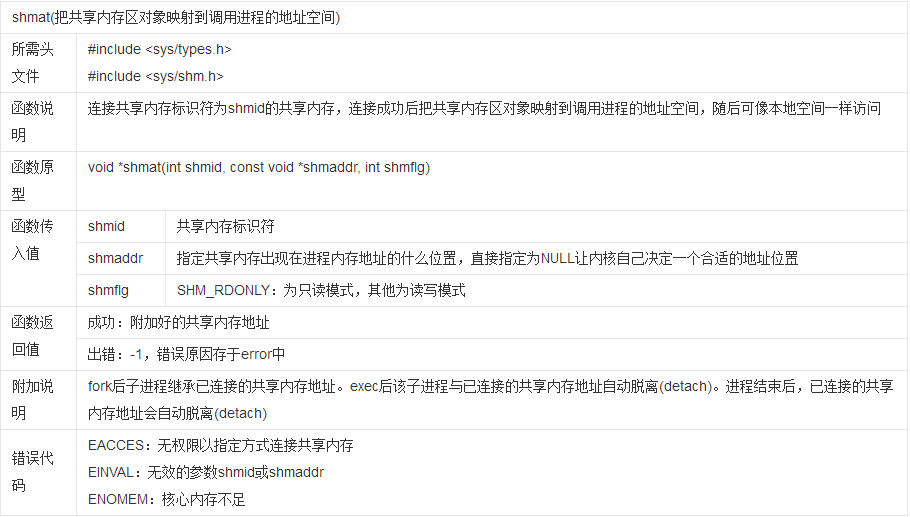 shmat(把共享内存区对象映射到调用进程的地址空间)
所需头
文件
#include <sys/types.h>
#include <sys/shm.h>
函数说
明
连接共享内存标识符为shmid的共享内存，连接成功后把共享内存区对象映射到调用进程的地址空间，随后可像本地空间一样访问
函数原
型
void *shmat(int shmid, const void *shmaddr, int shmflg)
函数传
入值
shmid
共享内存标识符
shmaddr
指定共享内存出现在进程内存地址的什么位置，直接指定为NULL让内核自己决定一个合适的地址位置
shmflg
SHM_RDONLY：为只读模式，其他为读写模式
函数返
回值
成功：附加好的共享内存地址
出错：-1，错误原因存于error中
附加说
明
fork后子进程继承已连接的共享内存地址。exec后该子进程与已连接的共享内存地址自动脱离(detach)。进程结束后，已连接的共享
内存地址会自动脱离(detach)
错误代
码
EACCES：无权限以指定方式连接共享内存
EINVAL：无效的参数shmid或shmaddr
ENOMEM：核心内存不足